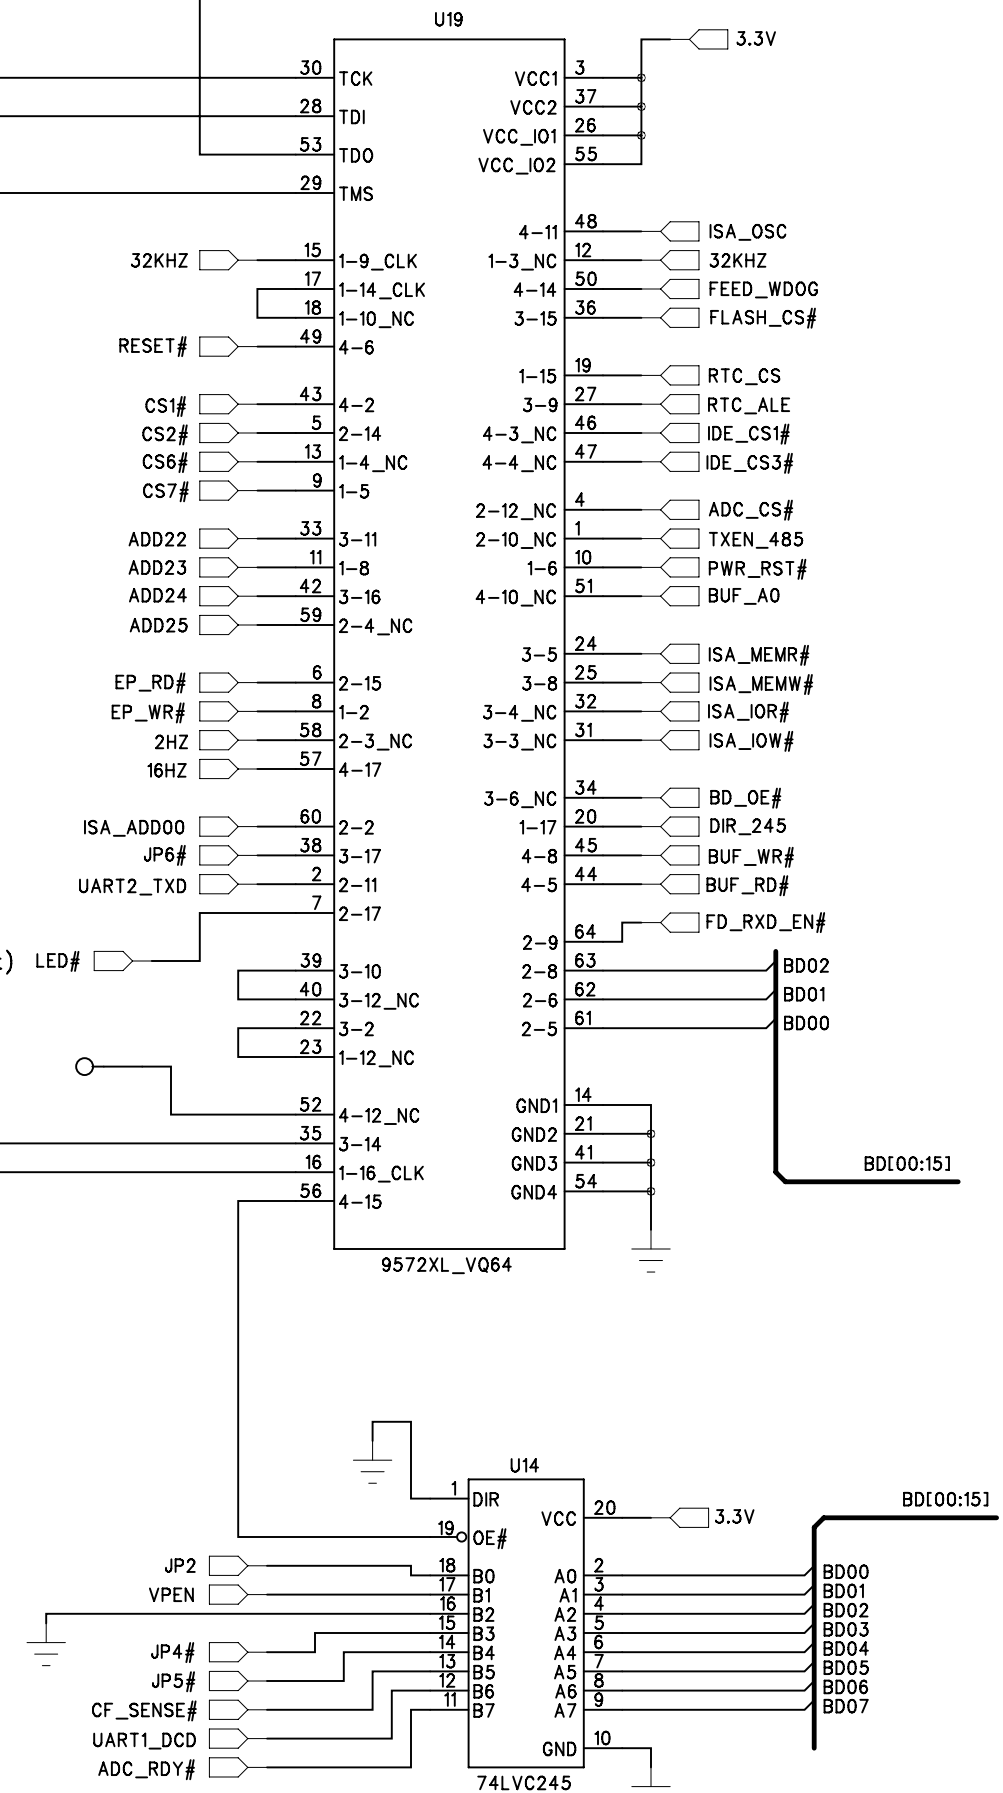 U19
3.3V
30 TCK VCC1 3
28 TDI VCC2 37
VCC_IO1 26
53 TDO VCC_IO2 55
29 TMS
4-11 48 ISA_OSC
32KHZ 15 1-9_CLK 1-3_NC 12 32KHZ
17 1-14_CLK 4-14 50 FEED_WDOG
18 1-10_NC 3-15 36 FLASH_CS#
RESET# 49 4-6
1-15 19 RTC_CS
CS1# 43 4-2 3-9 27 RTC_ALE
CS2# 5 2-14 4-3_NC 46 IDE_CS1#
CS6# 13 1-4_NC 4-4_NC 47 IDE_CS3#
CS7# 9 1-5
2-12_NC 4 ADC_CS#
ADD22 33 3-11 2-10_NC 1 TXEN_485
ADD23 11 1-8 1-6 10 PWR_RST#
ADD24 42 3-16 4-10_NC 51 BUF_A0
ADD25 59 2-4_NC
3-5 24 ISA_MEMR#
EP_RD# 6 2-15 3-8 25 ISA_MEMW#
EP_WR# 8 1-2 3-4_NC 32 ISA_IOR#
2HZ 58 2-3_NC 3-3_NC 31 ISA_IOW#
16HZ 57 4-17
3-6_NC 34 BD_OE#
ISA_ADD00 60 2-2 1-17 20 DIR_245
JP6# 38 3-17 4-8 45 BUF_WR#
UART2_TXD 2 2-11 4-5 44 BUF_RD#
7 2-17
FD_RXD_EN#
2-9 64
) LED#
39 3-10 2-8 63 BD02
40 3-12_NC 2-6 62 BD01
22 3-2 2-5 61 BD00
23 1-12_NC
GND1 14
52 4-12_NC
35 3-14 GND2 21
16 1-16_CLK GND3 41 BD[00:15]
56 4-15 GND4 54
9572XL_VQ64
U14
1 DIR BD[00:15]
VCC 20 3.3V
19 OE#
JP2 18 B0 A0 2 BD00
VPEN 17 B1 A1 3 BD01
16 B2 A2 4 BD02
15 B3 A3 5 BD03
JP4# 14 B4 A4 6 BD04
JP5# 13 B5 A5 7 BD05
12 B6 A6 8 BD06
CF_SENSE# 11 B7 A7 9 BD07
UART1_DCD
GND 10
ADC_RDY#
74LVC245